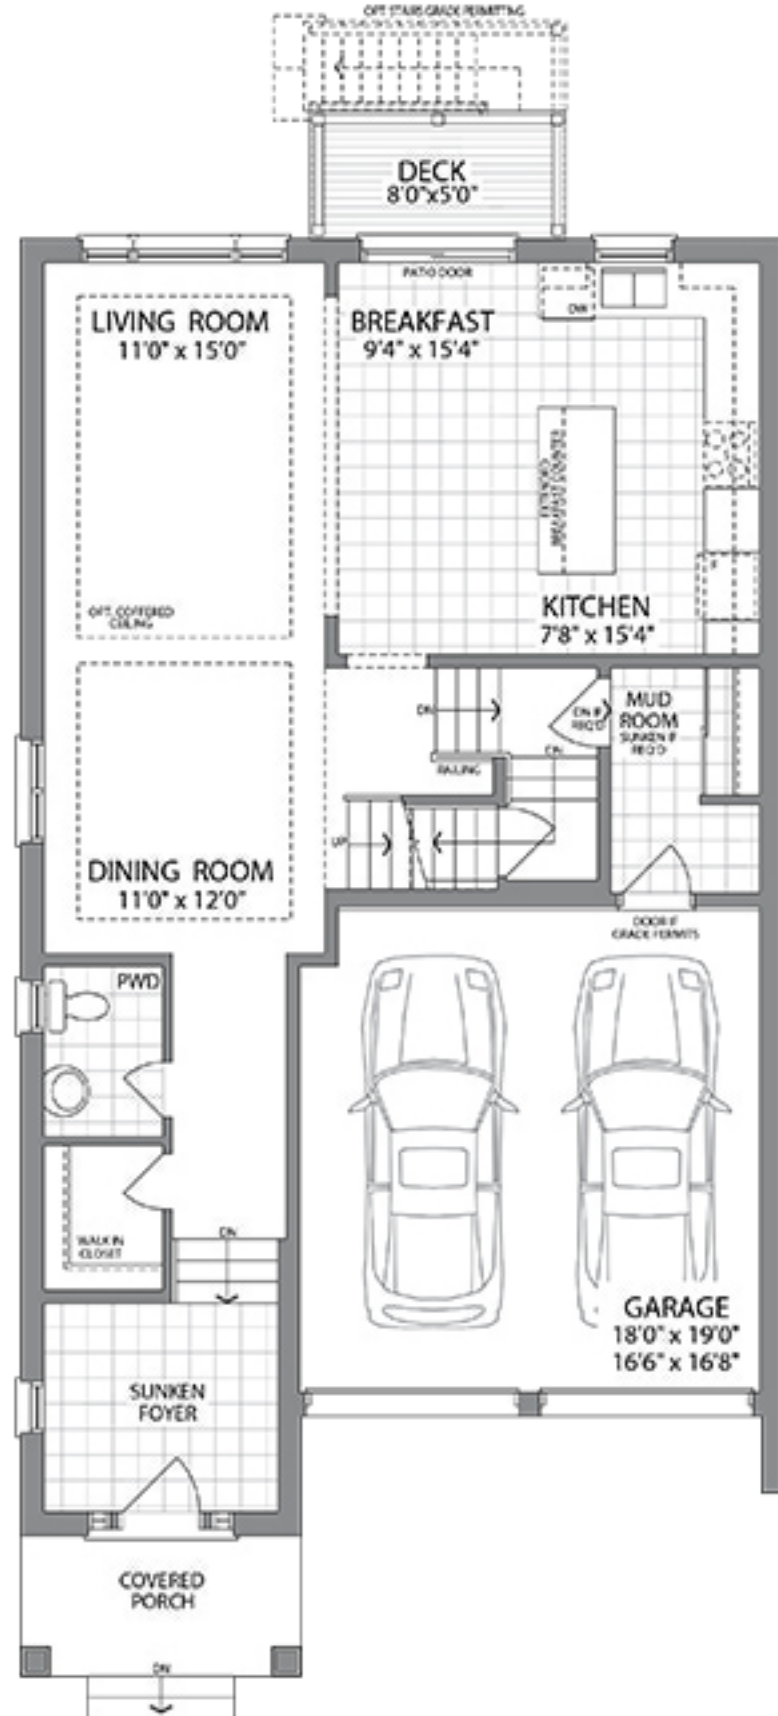 OPT. STAIRS GRADE PERMITTING
DECK
8'0"x5'0"
PATIO DOOR
DW
LIVING ROOM
11'0" x 15'0"
BREAKFAST
9'4" x 15'4"
EXTENDED
BREAKFAST COUNTER
OPT. COFFERED
CEILING
KITCHEN
7'8" x 15'4"
DN
DN IF
REQ'D
MUD
ROOM
SUNKEN IF
REQ'D
DN
RAILING
UP
DINING ROOM
11'0" x 12'0"
DOOR IF
GRADE PERMITS
PWD
WALK IN
CLOSET
DN
GARAGE
18'0" x 19'0"
16'6" x 16'8"
SUNKEN
FOYER
COVERED
PORCH
DN